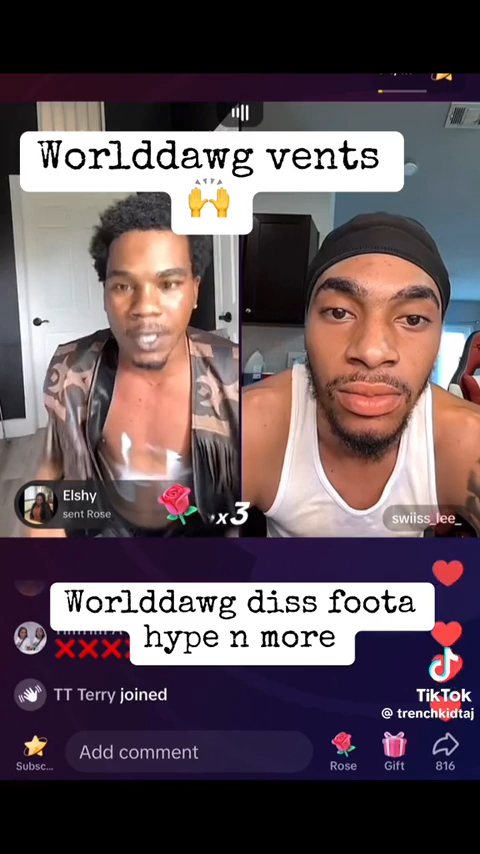 Worlddawg vents
🙌
Elshy
sent Rose
x3
swiiss_lee_
Worlddawg diss foota
hype n more
TT Terry joined
TikTok
@ trenchkidtaj
Subsc...
Add comment
Rose
Gift
816